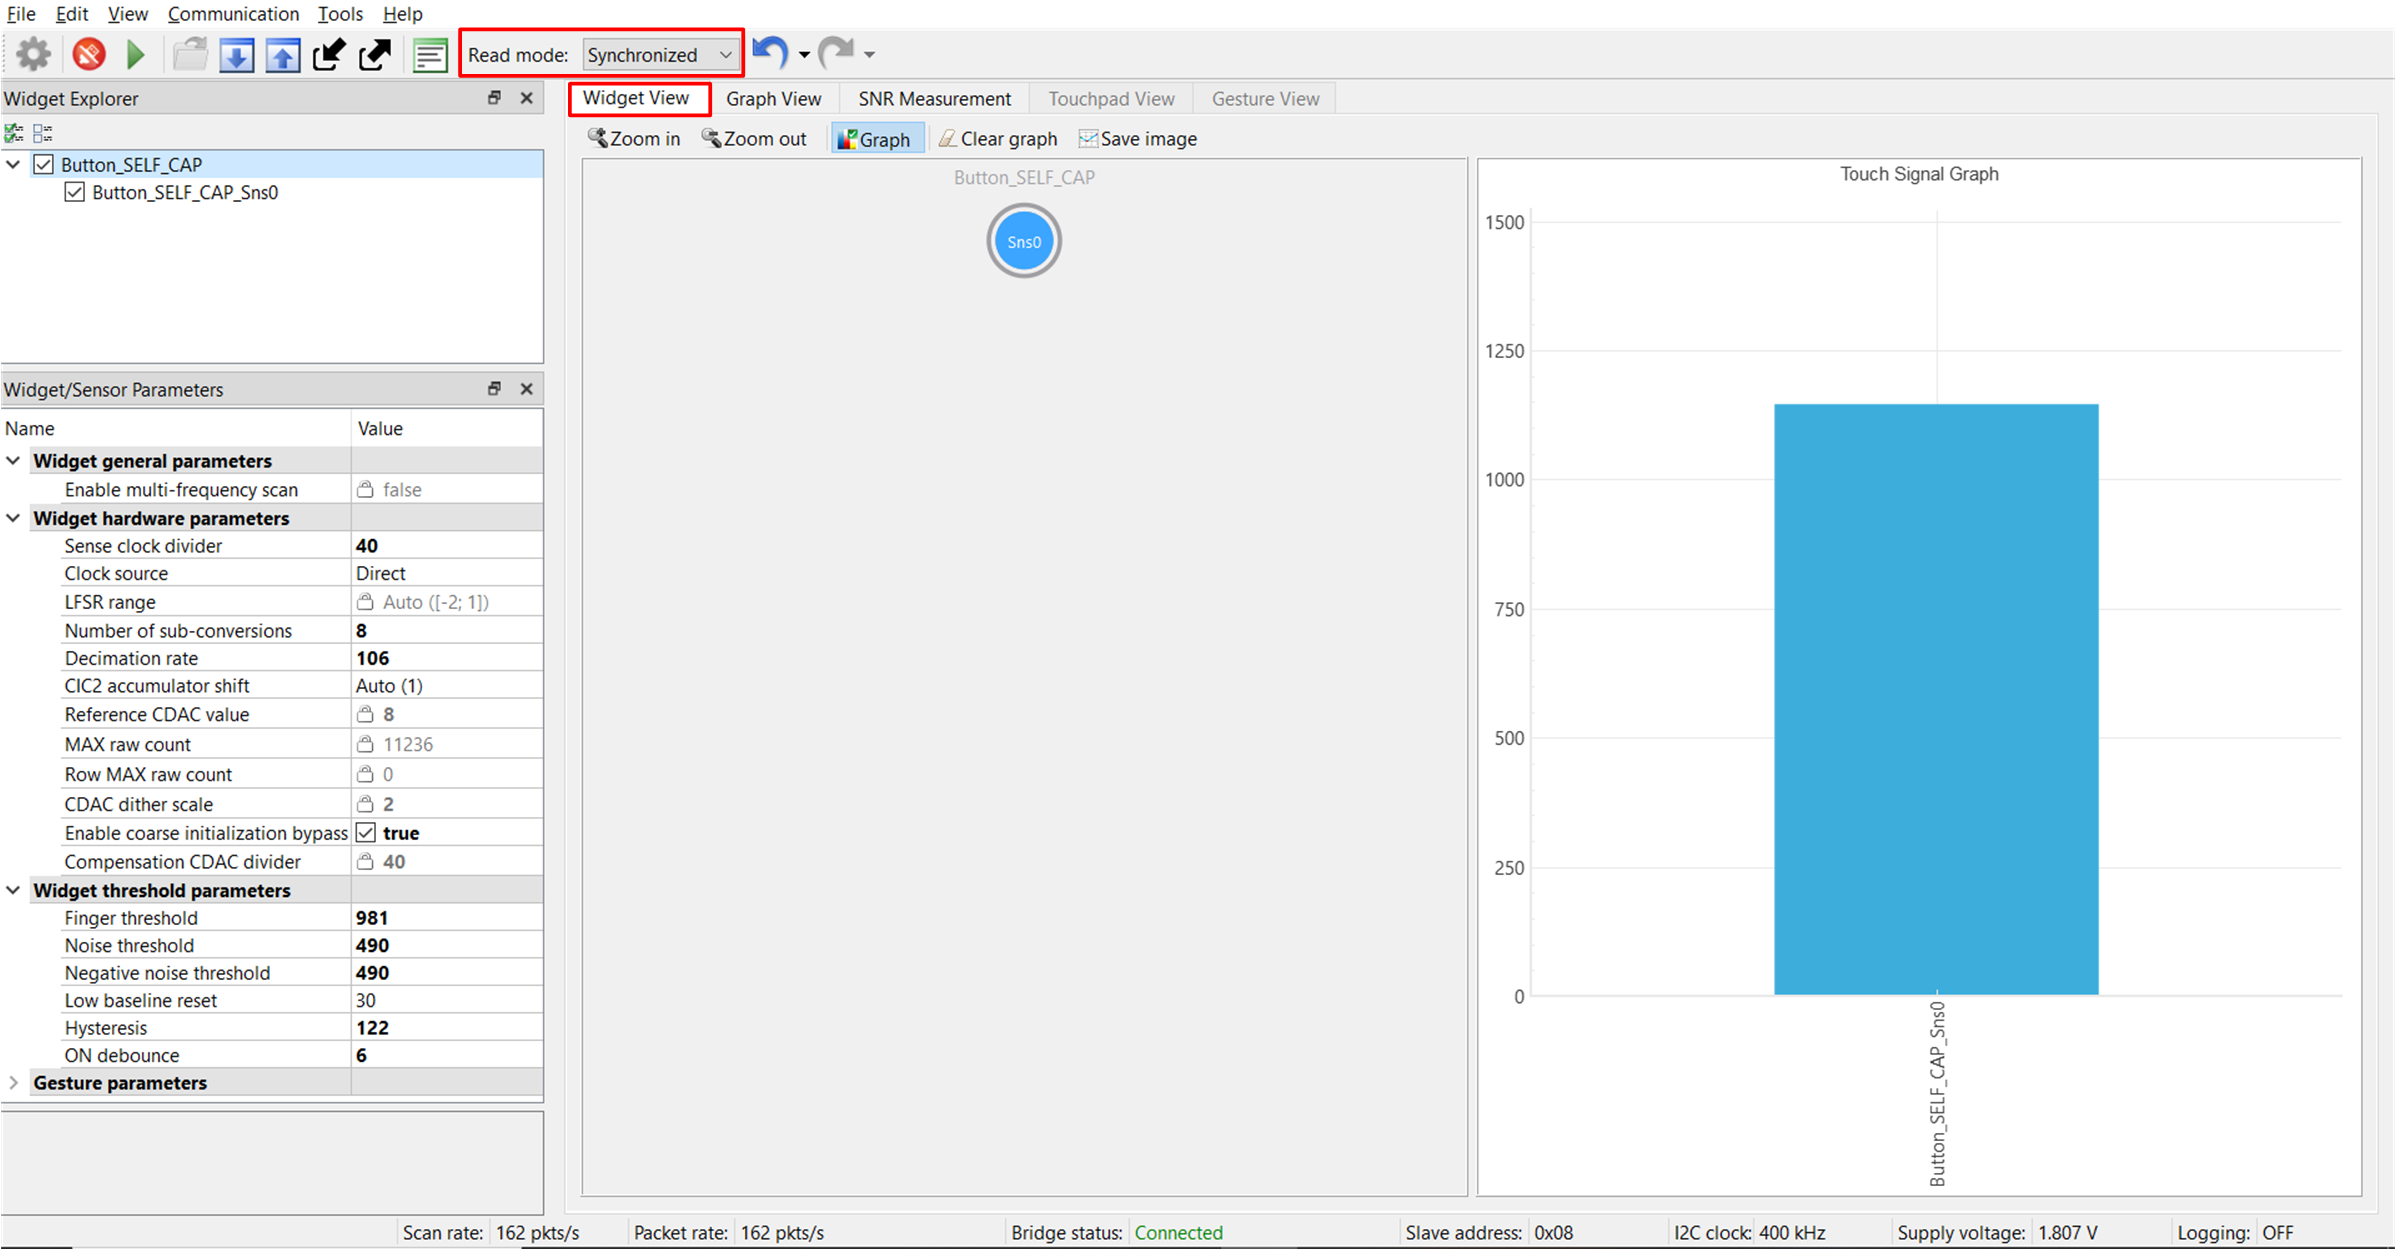 File Edit View Communication Tools Help
Read mode: Synchronized
Widget Explorer
Button_SELF_CAP
Button_SELF_CAP_Sns0
Widget/Sensor Parameters
Name Value
Widget general parameters
Enable multi-frequency scan false
Widget hardware parameters
Sense clock divider 40
Clock source Direct
LFSR range Auto ([-2; 1])
Number of sub-conversions 8
Decimation rate 106
CIC2 accumulator shift Auto (1)
Reference CDAC value 8
MAX raw count 11236
Row MAX raw count 0
CDAC dither scale 2
Enable coarse initialization bypass true
Compensation CDAC divider 40
Widget threshold parameters
Finger threshold 981
Noise threshold 490
Negative noise threshold 490
Low baseline reset 30
Hysteresis 122
ON debounce 6
Gesture parameters
Widget View Graph View SNR Measurement Touchpad View Gesture View
Zoom in Zoom out Graph Clear graph Save image
Button_SELF_CAP
Sns0
Touch Signal Graph
1500
1250
1000
750
500
250
0
Button_SELF_CAP_Sns0
Scan rate: 162 pkts/s Packet rate: 162 pkts/s Bridge status: Connected Slave address: 0x08 I2C clock: 400 kHz Supply voltage: 1.807 V Logging: OFF